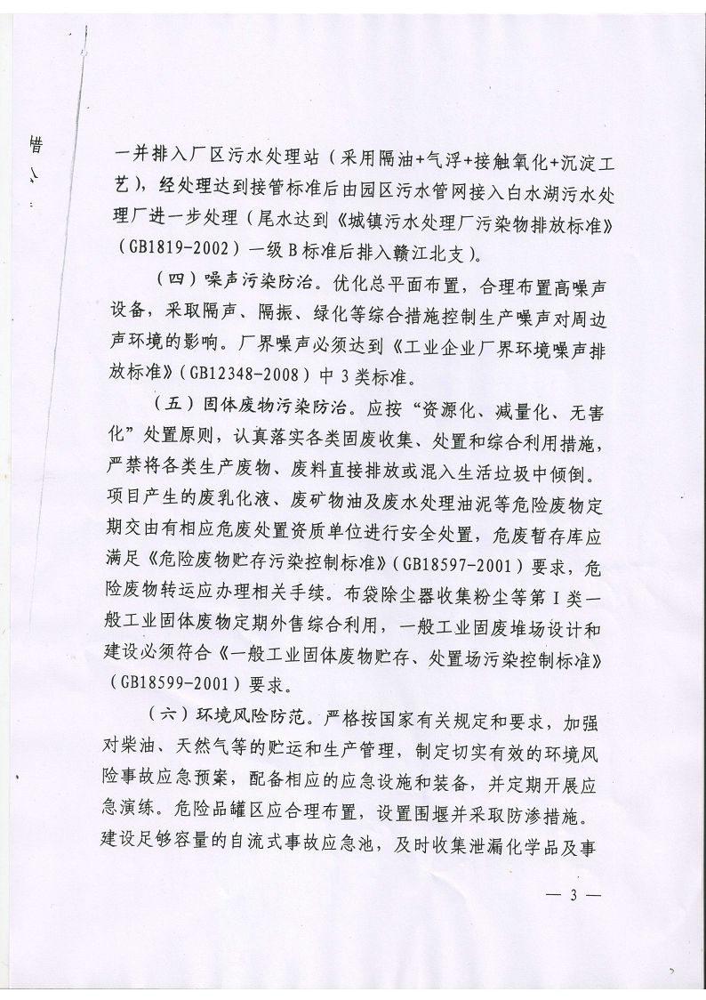 措
一并排入厂区污水处理站（采用隔油+气浮+接触氧化+沉淀工
艺），经处理达到接管标准后由园区污水管网接入白水湖污水处
理厂进一步处理（尾水达到《城镇污水处理厂污染物排放标准》
（GB1819-2002）一级 B 标准后排入赣江北支）。
（四）噪声污染防治。优化总平面布置，合理布置高噪声
设备，采取隔声、隔振、绿化等综合措施控制生产噪声对周边
声环境的影响。厂界噪声必须达到《工业企业厂界环境噪声排
放标准》（GB12348-2008）中 3 类标准。
（五）固体废物污染防治。应按“资源化、减量化、无害
化”处置原则，认真落实各类固废收集、处置和综合利用措施，
严禁将各类生产废物、废料直接排放或混入生活垃圾中倾倒。
项目产生的废乳化液、废矿物油及废水处理油泥等危险废物定
期交由有相应危废处置资质单位进行安全处置，危废暂存库应
满足《危险废物贮存污染控制标准》（GB18597-2001）要求，危
险废物转运应办理相关手续。布袋除尘器收集粉尘等第 I 类一
般工业固体废物定期外售综合利用，一般工业固废堆场设计和
建设必须符合《一般工业固体废物贮存、处置场污染控制标准》
（GB18599-2001）要求。
（六）环境风险防范。严格按国家有关规定和要求，加强
对柴油、天然气等的贮运和生产管理，制定切实有效的环境风
险事故应急预案，配备相应的应急设施和装备，并定期开展应
急演练。危险品罐区应合理布置，设置围堰并采取防渗措施。
建设足够容量的自流式事故应急池，及时收集泄漏化学品及事
— 3 —